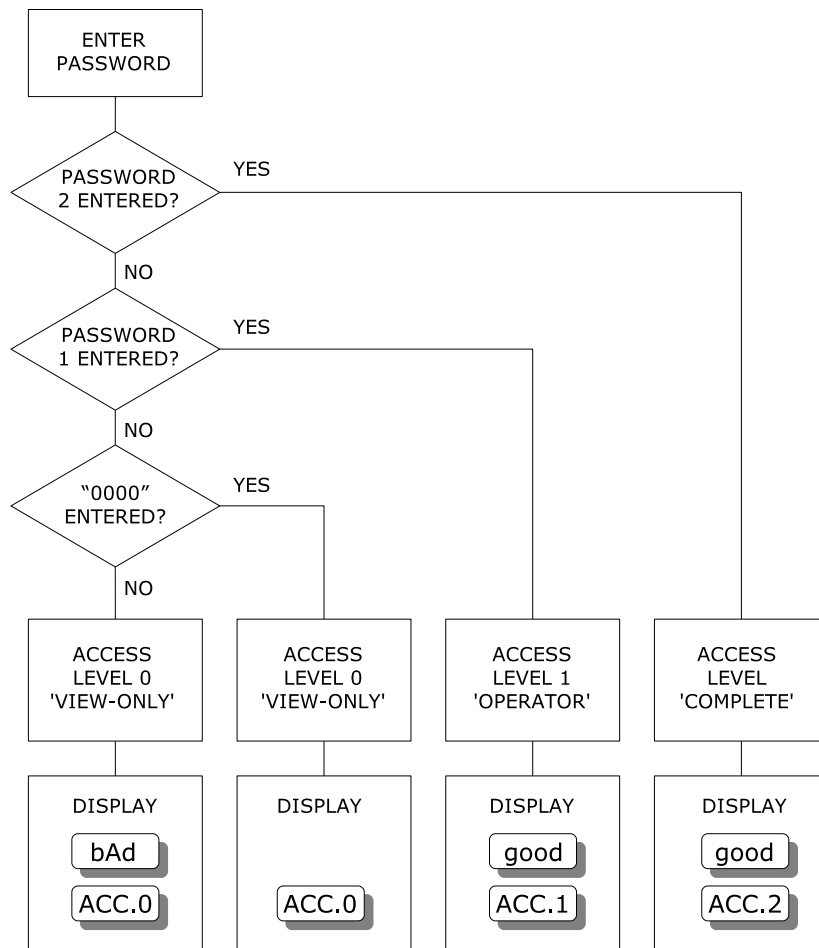 ENTER
PASSWORD
PASSWORD
2 ENTERED?
YES
NO
PASSWORD
1 ENTERED?
YES
NO
“0000”
ENTERED?
YES
NO
ACCESS
LEVEL 0
'VIEW-ONLY'
ACCESS
LEVEL 0
'VIEW-ONLY'
ACCESS
LEVEL 1
'OPERATOR'
ACCESS
LEVEL
'COMPLETE'
DISPLAY
bAd
ACC.0
DISPLAY
ACC.0
DISPLAY
good
ACC.1
DISPLAY
good
ACC.2